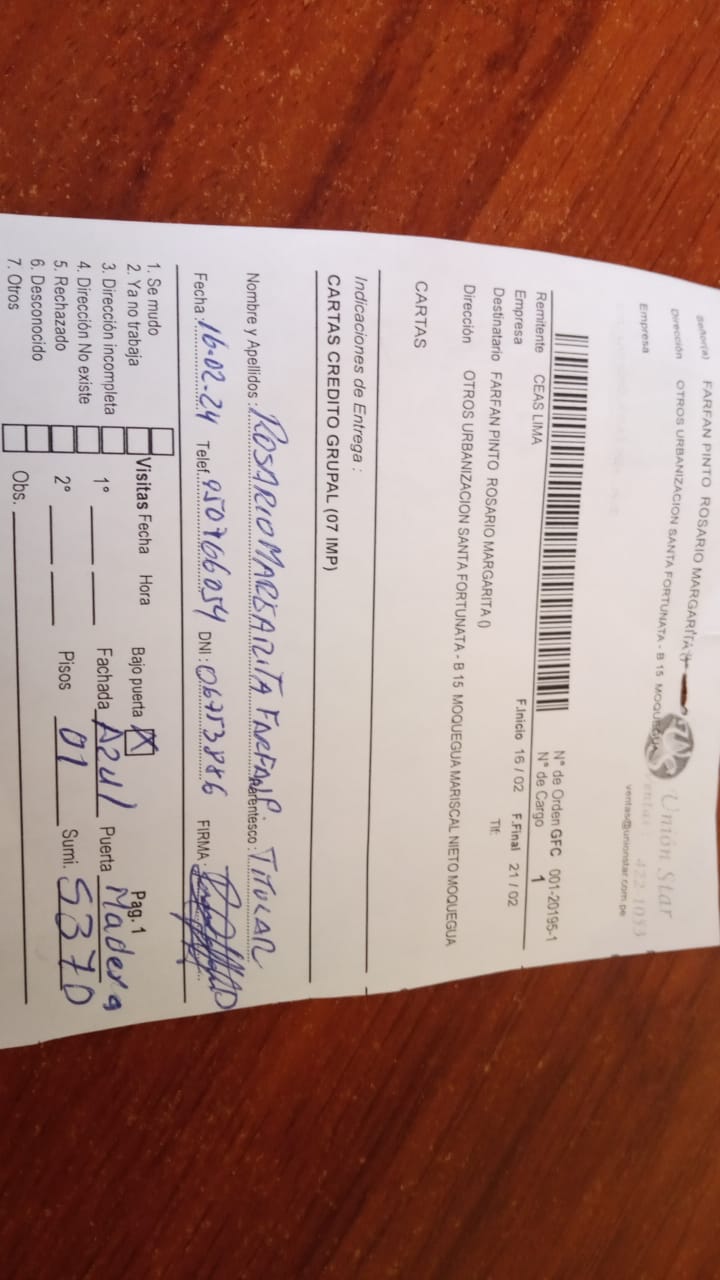 Señor(a) FARFAN PINTO ROSARIO MARGARITA
Dirección OTROS URBANIZACION SANTA FORTUNATA - B 15 MOQUEGUA
Empresa
Unión Star
Ventas 422-1033
ventas@unionstar.com.pe
N° de Orden GFC 001-20195-1
Remitente CEAS LIMA N° de Cargo 1
Empresa F.Inicio 16 / 02 F.Final 21 / 02
Destinatario FARFAN PINTO ROSARIO MARGARITA () Tlf:
Dirección OTROS URBANIZACION SANTA FORTUNATA - B 15 MOQUEGUA MARISCAL NIETO MOQUEGUA
CARTAS
Indicaciones de Entrega :
CARTAS CREDITO GRUPAL (07 IMP)
Nombre y Apellidos : ROSARIO MARGARITA FARFAN P. Parentesco : TITULAR
Fecha : 16-02-24 Telef. 950766054 DNI : 06753886 FIRMA :
1. Se mudo
2. Ya no trabaja Visitas Fecha Hora Bajo puerta X Pag. 1
3. Dirección incompleta 1° Fachada Azul Puerta Madera
4. Dirección No existe
5. Rechazado 2° Pisos 01 Sumi. 5370
6. Desconocido
7. Otros Obs.